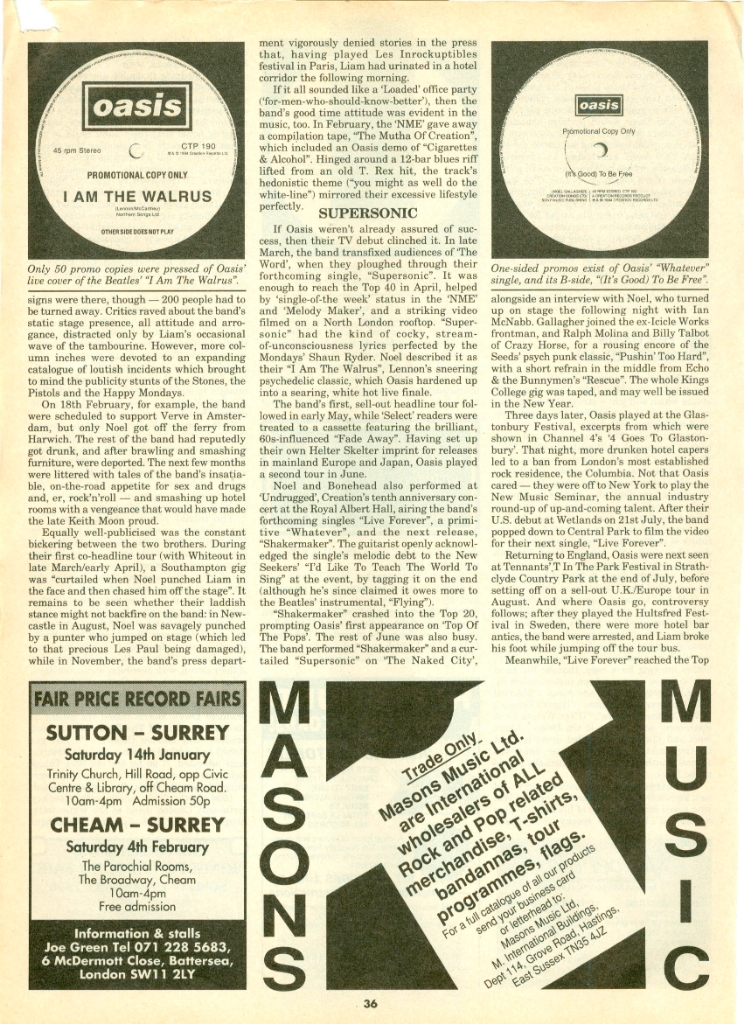 oasis
45 rpm Stereo
CTP 190
PROMOTIONAL COPY ONLY
I AM THE WALRUS
(Lennon/McCartney)
Northern Songs Ltd
OTHER SIDE DOES NOT PLAY
Only 50 promo copies were pressed of Oasis'
live cover of the Beatles' "I Am The Walrus".
signs were there, though — 200 people had to
be turned away. Critics raved about the band's
static stage presence, all attitude and arro-
gance, distracted only by Liam's occasional
wave of the tambourine. However, more col-
umn inches were devoted to an expanding
catalogue of loutish incidents which brought
to mind the publicity stunts of the Stones, the
Pistols and the Happy Mondays.
On 18th February, for example, the band
were scheduled to support Verve in Amster-
dam, but only Noel got off the ferry from
Harwich. The rest of the band had reputedly
got drunk, and after brawling and smashing
furniture, were deported. The next few months
were littered with tales of the band's insatia-
ble, on-the-road appetite for sex and drugs
and, er, rock'n'roll — and smashing up hotel
rooms with a vengeance that would have made
the late Keith Moon proud.
Equally well-publicised was the constant
bickering between the two brothers. During
their first co-headline tour (with Whiteout in
late March/early April), a Southampton gig
was "curtailed when Noel punched Liam in
the face and then chased him off the stage". It
remains to be seen whether their laddish
stance might not backfire on the band: in New-
castle in August, Noel was savagely punched
by a punter who jumped on stage (which led
to that precious Les Paul being damaged),
while in November, the band's press depart-
ment vigorously denied stories in the press
that, having played Les Inrockuptibles
festival in Paris, Liam had urinated in a hotel
corridor the following morning.
If it all sounded like a 'Loaded' office party
('for-men-who-should-know-better'), then the
band's good time attitude was evident in the
music, too. In February, the 'NME' gave away
a compilation tape, "The Mutha Of Creation",
which included an Oasis demo of "Cigarettes
& Alcohol". Hinged around a 12-bar blues riff
lifted from an old T. Rex hit, the track's
hedonistic theme ("you might as well do the
white-line") mirrored their excessive lifestyle
perfectly.
SUPERSONIC
If Oasis weren't already assured of suc-
cess, then their TV debut clinched it. In late
March, the band transfixed audiences of 'The
Word', when they ploughed through their
forthcoming single, "Supersonic". It was
enough to reach the Top 40 in April, helped
by 'single-of-the week' status in the 'NME'
and 'Melody Maker', and a striking video
filmed on a North London rooftop. "Super-
sonic" had the kind of cocky, stream-
of-unconsciousness lyrics perfected by the
Mondays' Shaun Ryder. Noel described it as
their "I Am The Walrus", Lennon's sneering
psychedelic classic, which Oasis hardened up
into a searing, white hot live finale.
The band's first, sell-out headline tour fol-
lowed in early May, while 'Select' readers were
treated to a cassette featuring the brilliant,
60s-influenced "Fade Away". Having set up
their own Helter Skelter imprint for releases
in mainland Europe and Japan, Oasis played
a second tour in June.
Noel and Bonehead also performed at
'Undrugged', Creation's tenth anniversary con-
cert at the Royal Albert Hall, airing the band's
forthcoming singles "Live Forever", a primi-
tive "Whatever", and the next release,
"Shakermaker". The guitarist openly acknowl-
edged the single's melodic debt to the New
Seekers' "I'd Like To Teach The World To
Sing" at the event, by tagging it on the end
(although he's since claimed it owes more to
the Beatles' instrumental, "Flying").
"Shakermaker" crashed into the Top 20,
prompting Oasis' first appearance on 'Top Of
The Pops'. The rest of June was also busy.
The band performed "Shakermaker" and a cur-
tailed "Supersonic" on 'The Naked City',
oasis
Promotional Copy Only
(It's Good) To Be Free
One-sided promos exist of Oasis' "Whatever"
single, and its B-side, "(It's Good) To Be Free".
alongside an interview with Noel, who turned
up on stage the following night with Ian
McNabb. Gallagher joined the ex-Icicle Works
frontman, and Ralph Molina and Billy Talbot
of Crazy Horse, for a rousing encore of the
Seeds' psych punk classic, "Pushin' Too Hard",
with a short refrain in the middle from Echo
& the Bunnymen's "Rescue". The whole Kings
College gig was taped, and may well be issued
in the New Year.
Three days later, Oasis played at the Glas-
tonbury Festival, excerpts from which were
shown in Channel 4's '4 Goes To Glaston-
bury'. That night, more drunken hotel capers
led to a ban from London's most established
rock residence, the Columbia. Not that Oasis
cared — they were off to New York to play the
New Music Seminar, the annual industry
round-up of up-and-coming talent. After their
U.S. debut at Wetlands on 21st July, the band
popped down to Central Park to film the video
for their next single, "Live Forever".
Returning to England, Oasis were next seen
at Tennants',T In The Park Festival in Strath-
clyde Country Park at the end of July, before
setting off on a sell-out U.K./Europe tour in
August. And where Oasis go, controversy
follows; after they played the Hultsfred Fest-
ival in Sweden, there were more hotel bar
antics, the band were arrested, and Liam broke
his foot while jumping off the tour bus.
Meanwhile, "Live Forever" reached the Top
FAIR PRICE RECORD FAIRS
SUTTON – SURREY
Saturday 14th January
Trinity Church, Hill Road, opp Civic
Centre & Library, off Cheam Road.
10am-4pm Admission 50p
CHEAM – SURREY
Saturday 4th February
The Parochial Rooms,
The Broadway, Cheam
10am-4pm
Free admission
Information & stalls
Joe Green Tel 071 228 5683,
6 McDermott Close, Battersea,
London SW11 2LY
MASONS
Trade Only
Masons Music Ltd.
are International
wholesalers of ALL
Rock and Pop related
merchandise, T-shirts,
bandannas, tour
programmes, flags.
For a full catalogue of all our products
send your business card
or letterhead to:
Masons Music Ltd,
M. International Buildings,
Dept 114, Grove Road, Hastings,
East Sussex TN35 4JZ
MUSIC
36